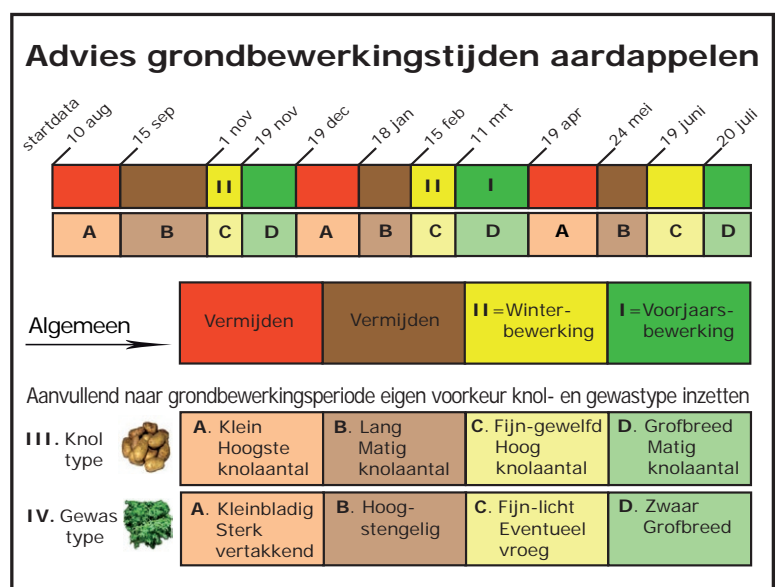 Advies grondbewerkingstijden aardappelen
startdata 10 aug 15 sep 1 nov 19 nov 19 dec 18 jan 15 feb 11 mrt 19 apr 24 mei 19 juni 20 juli
II II I
A B C D A B C D A B C D
Algemeen
Vermijden
Vermijden
II=Winter-
bewerking
I=Voorjaars-
bewerking
Aanvullend naar grondbewerkingsperiode eigen voorkeur knol- en gewastype inzetten
III. Knol
type
A. Klein
Hoogste
knolaantal
B. Lang
Matig
knolaantal
C. Fijn-gewelfd
Hoog
knolaantal
D. Grofbreed
Matig
knolaantal
IV. Gewas
type
A. Kleinbladig
Sterk
vertakkend
B. Hoog-
stengelig
C. Fijn-licht
Eventueel
vroeg
D. Zwaar
Grofbreed